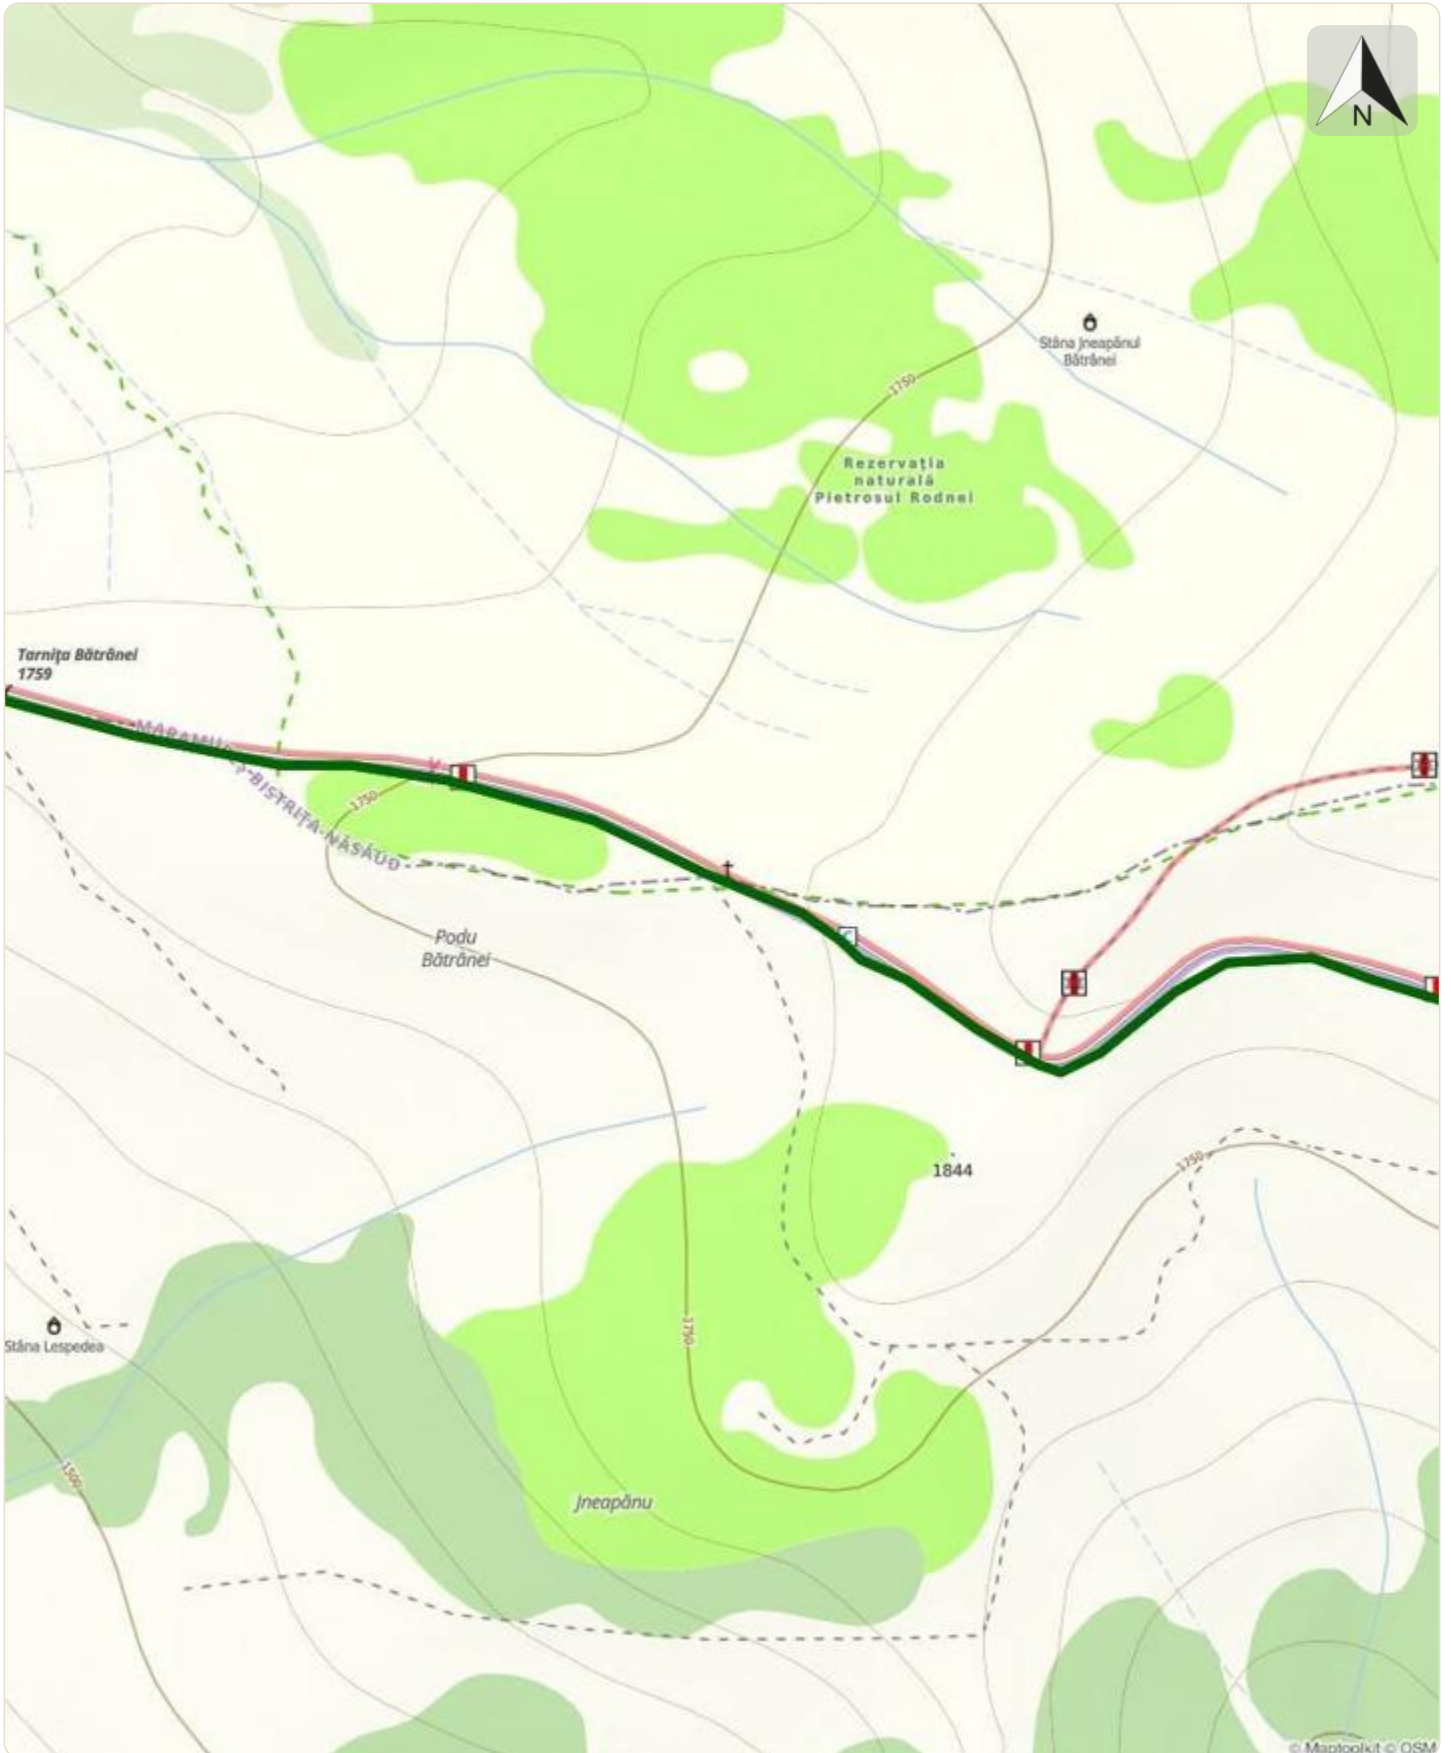 N
Stâna Jneapănul
Bătrânei
1750
Rezervația
naturală
Pietrosul Rodnei
Tarnița Bătrânei
1759
BISTRIȚA-NĂSĂUD
1750
Podu
Bătrânei
1844
1750
1750
Stâna Lespedea
1500
Jneapănu
© Maptoolkit © OSM